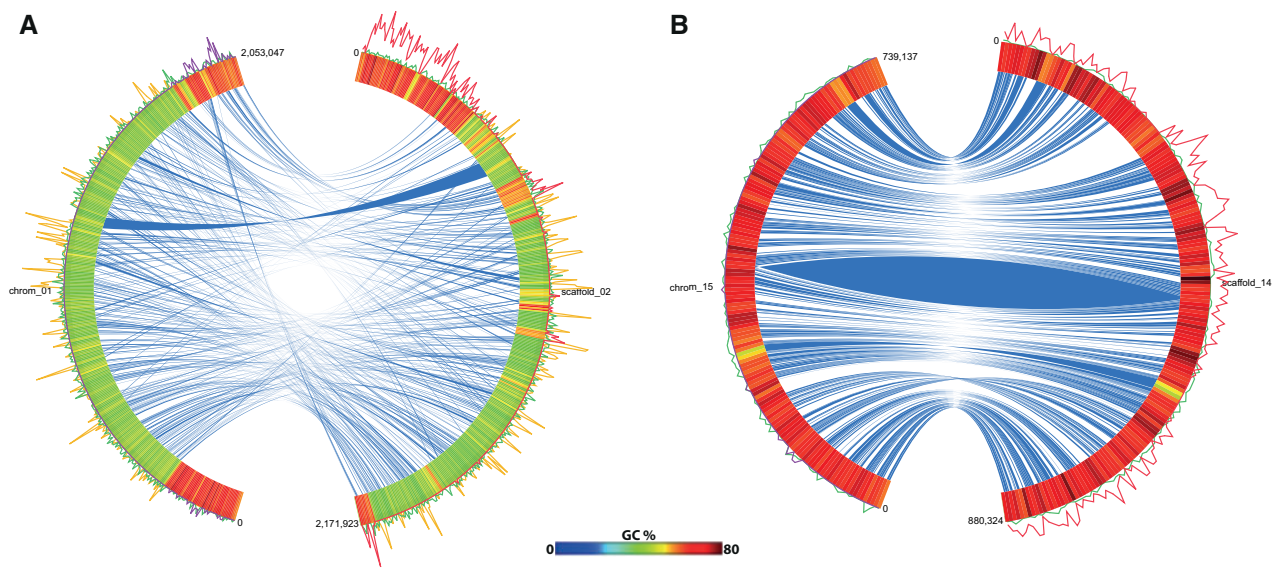 A
B
2,053,047
0
739,137
0
chrom_01
scaffold_02
chrom_15
scaffold_14
0
2,171,923
0
880,324
GC %
0
80